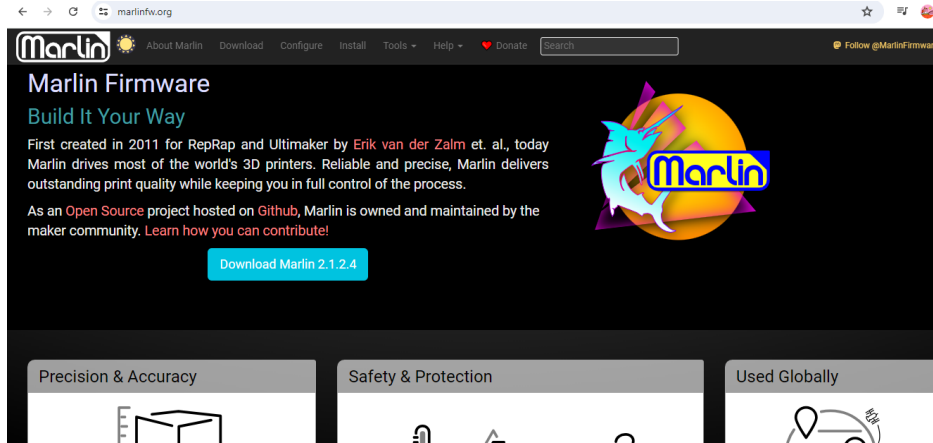 marlinfw.org
Marlin
About Marlin Download Configure Install Tools Help Donate Search
Follow @MarlinFirmwar
Marlin Firmware
Build It Your Way
First created in 2011 for RepRap and Ultimaker by Erik van der Zalm et. al., today
Marlin drives most of the world's 3D printers. Reliable and precise, Marlin delivers
outstanding print quality while keeping you in full control of the process.
As an Open Source project hosted on Github, Marlin is owned and maintained by the
maker community. Learn how you can contribute!
Download Marlin 2.1.2.4
Marlin
Precision & Accuracy
Safety & Protection
Used Globally